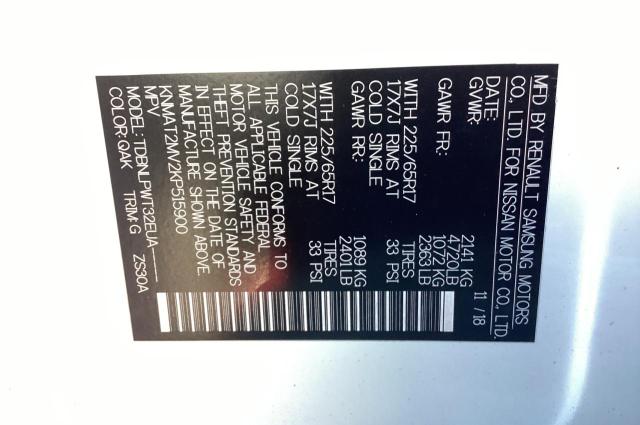 MFD BY RENAULT SAMSUNG MOTORS
CO., LTD. FOR NISSAN MOTOR CO., LTD.
DATE: 11 /18
GVWR: 2141 KG
4720LB
GAWR FR: 1072 KG
2363 LB
WITH 225/65R17 TIRES
17X7J RIMS AT 33 PSI
COLD SINGLE
GAWR RR: 1089 KG
2401 LB
WITH 225/65R17 TIRES
17X7J RIMS AT 33 PSI
COLD SINGLE
THIS VEHICLE CONFORMS TO
ALL APPLICABLE FEDERAL
MOTOR VEHICLE SAFETY AND
THEFT PREVENTION STANDARDS
IN EFFECT ON THE DATE OF
MANUFACTURE SHOWN ABOVE.
KNMAT2MV2KP515900
MPV
MODEL: TDBNLPWT32EUA
COLOR: QAK TRIM:G ZS30A